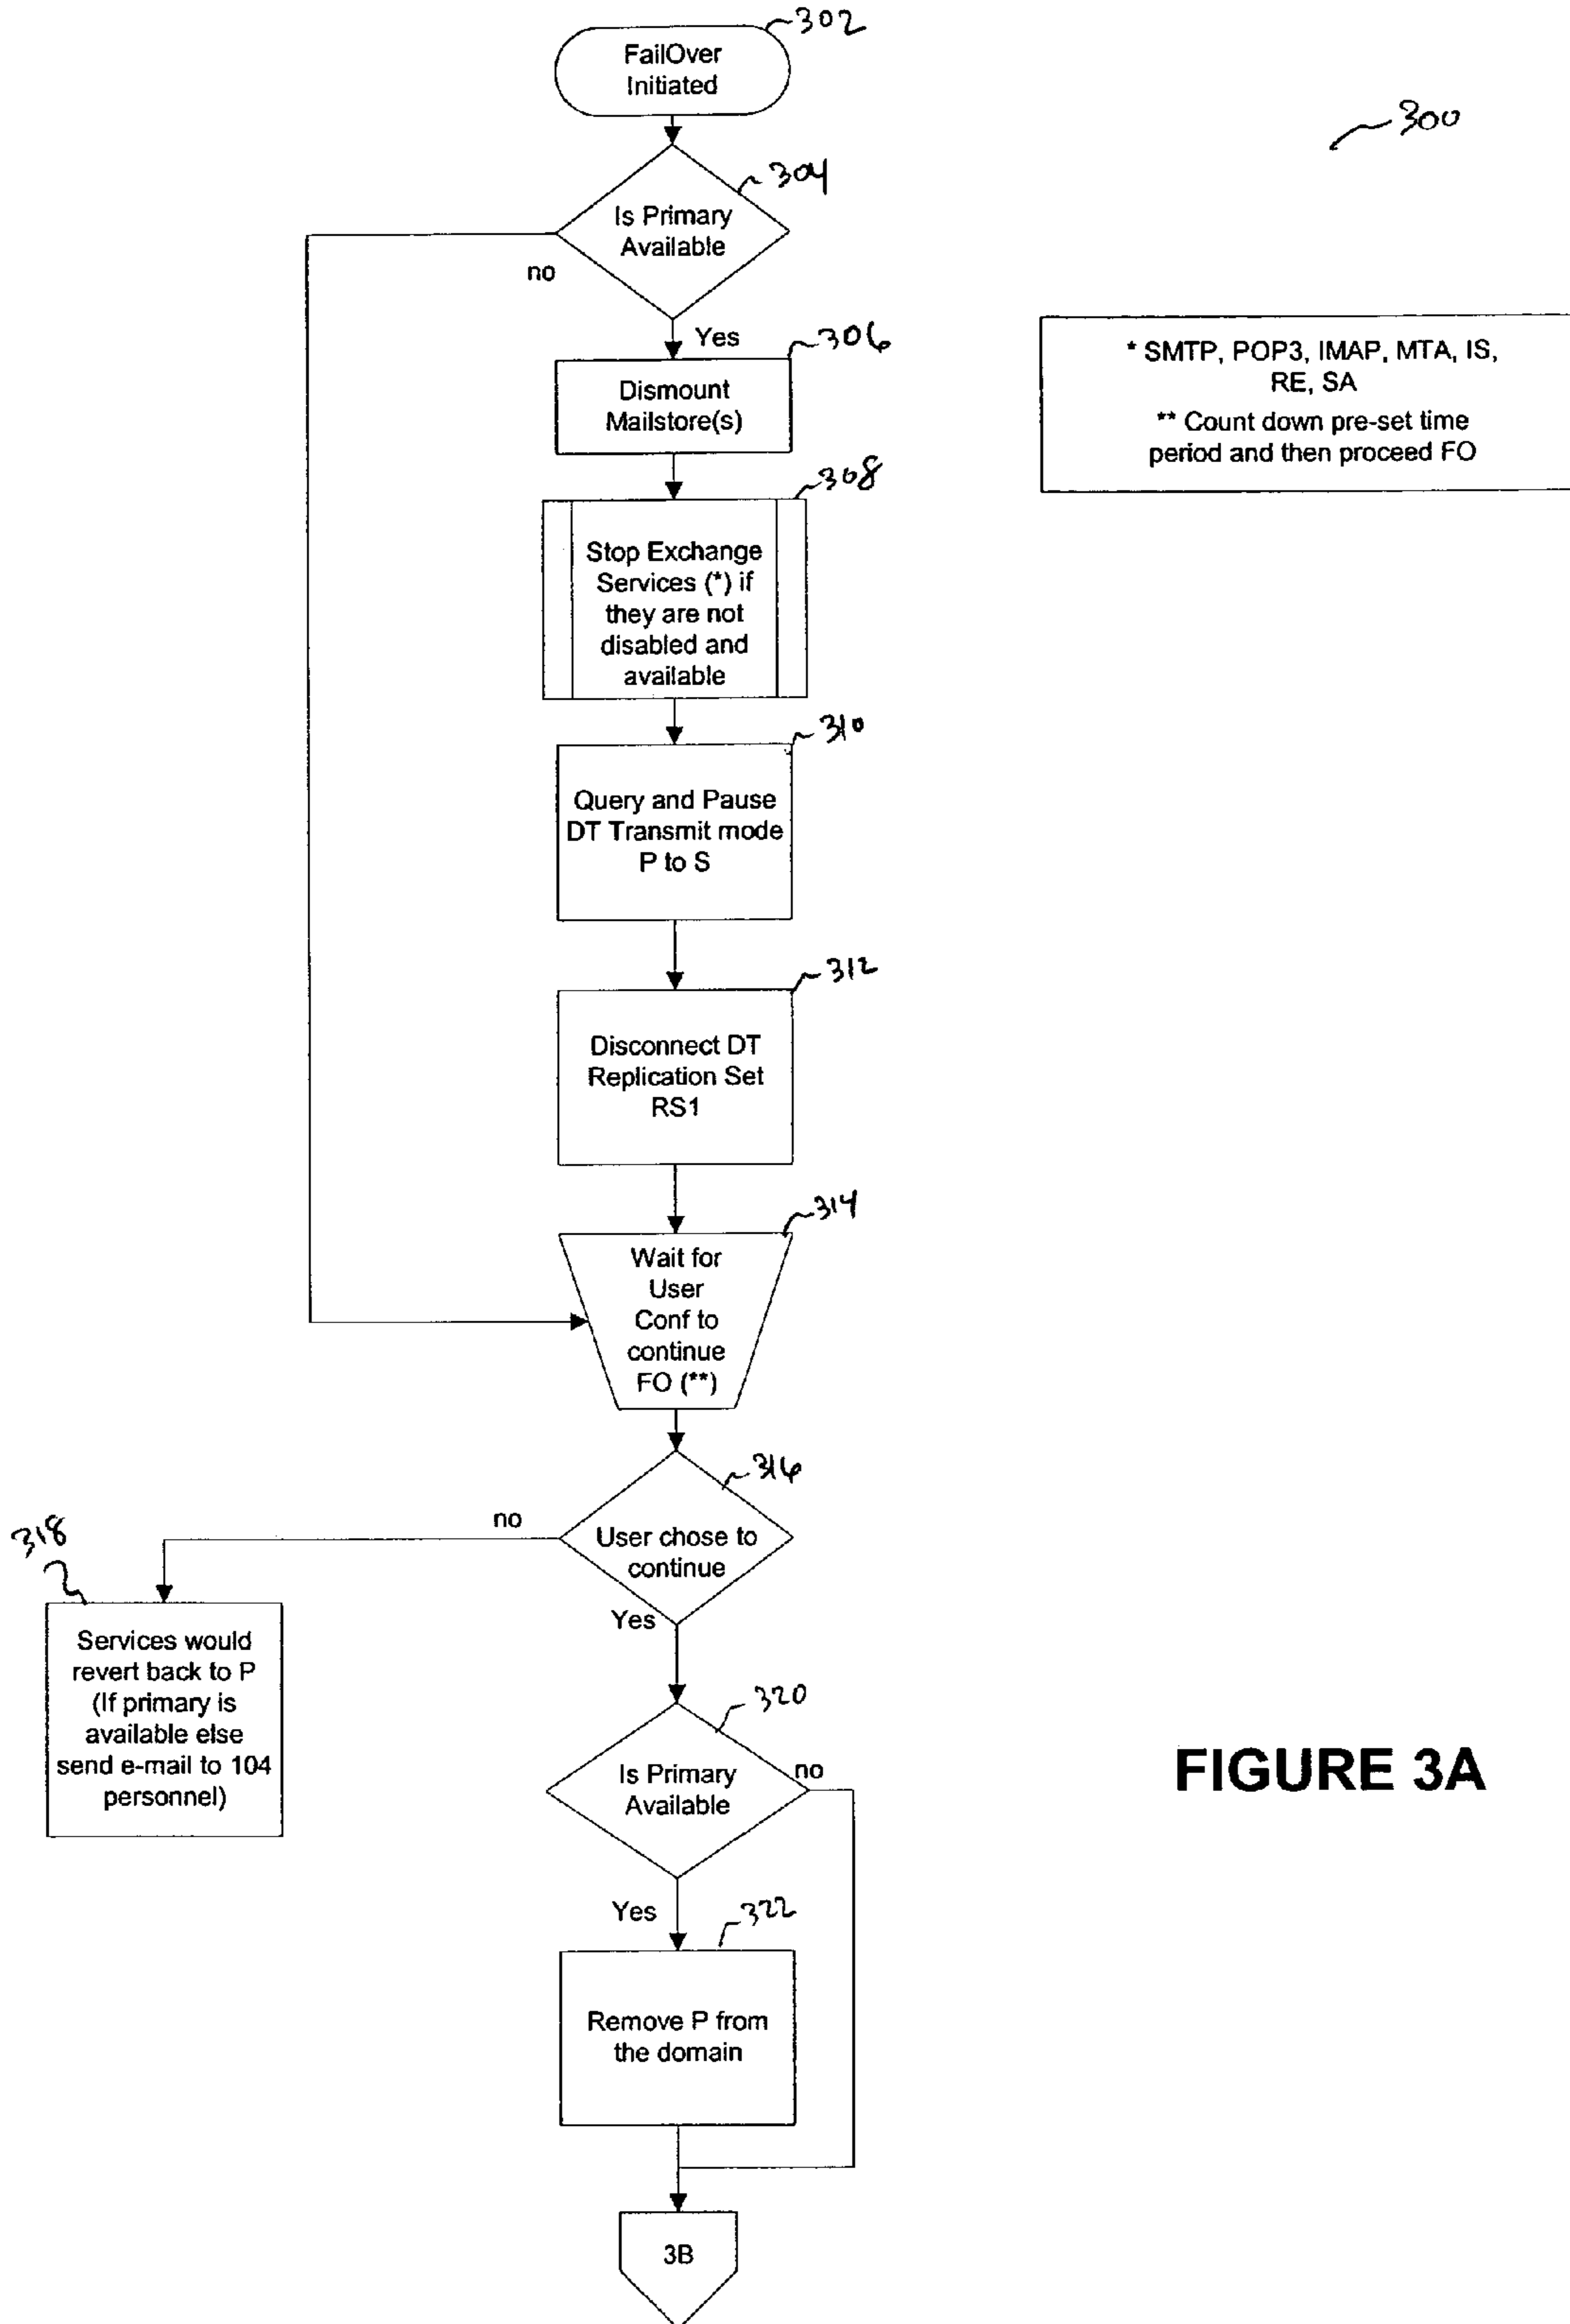 302
FailOver
Initiated
300
304
Is Primary
Available
no
Yes
306
Dismount
Mailstore(s)
* SMTP, POP3, IMAP, MTA, IS,
RE, SA
** Count down pre-set time
period and then proceed FO
308
Stop Exchange
Services (*) if
they are not
disabled and
available
310
Query and Pause
DT Transmit mode
P to S
312
Disconnect DT
Replication Set
RS1
314
Wait for
User
Conf to
continue
FO (**)
316
User chose to
continue
no
Yes
318
Services would
revert back to P
(If primary is
available else
send e-mail to 104
personnel)
320
Is Primary
Available
no
Yes
322
Remove P from
the domain
3B
FIGURE 3A